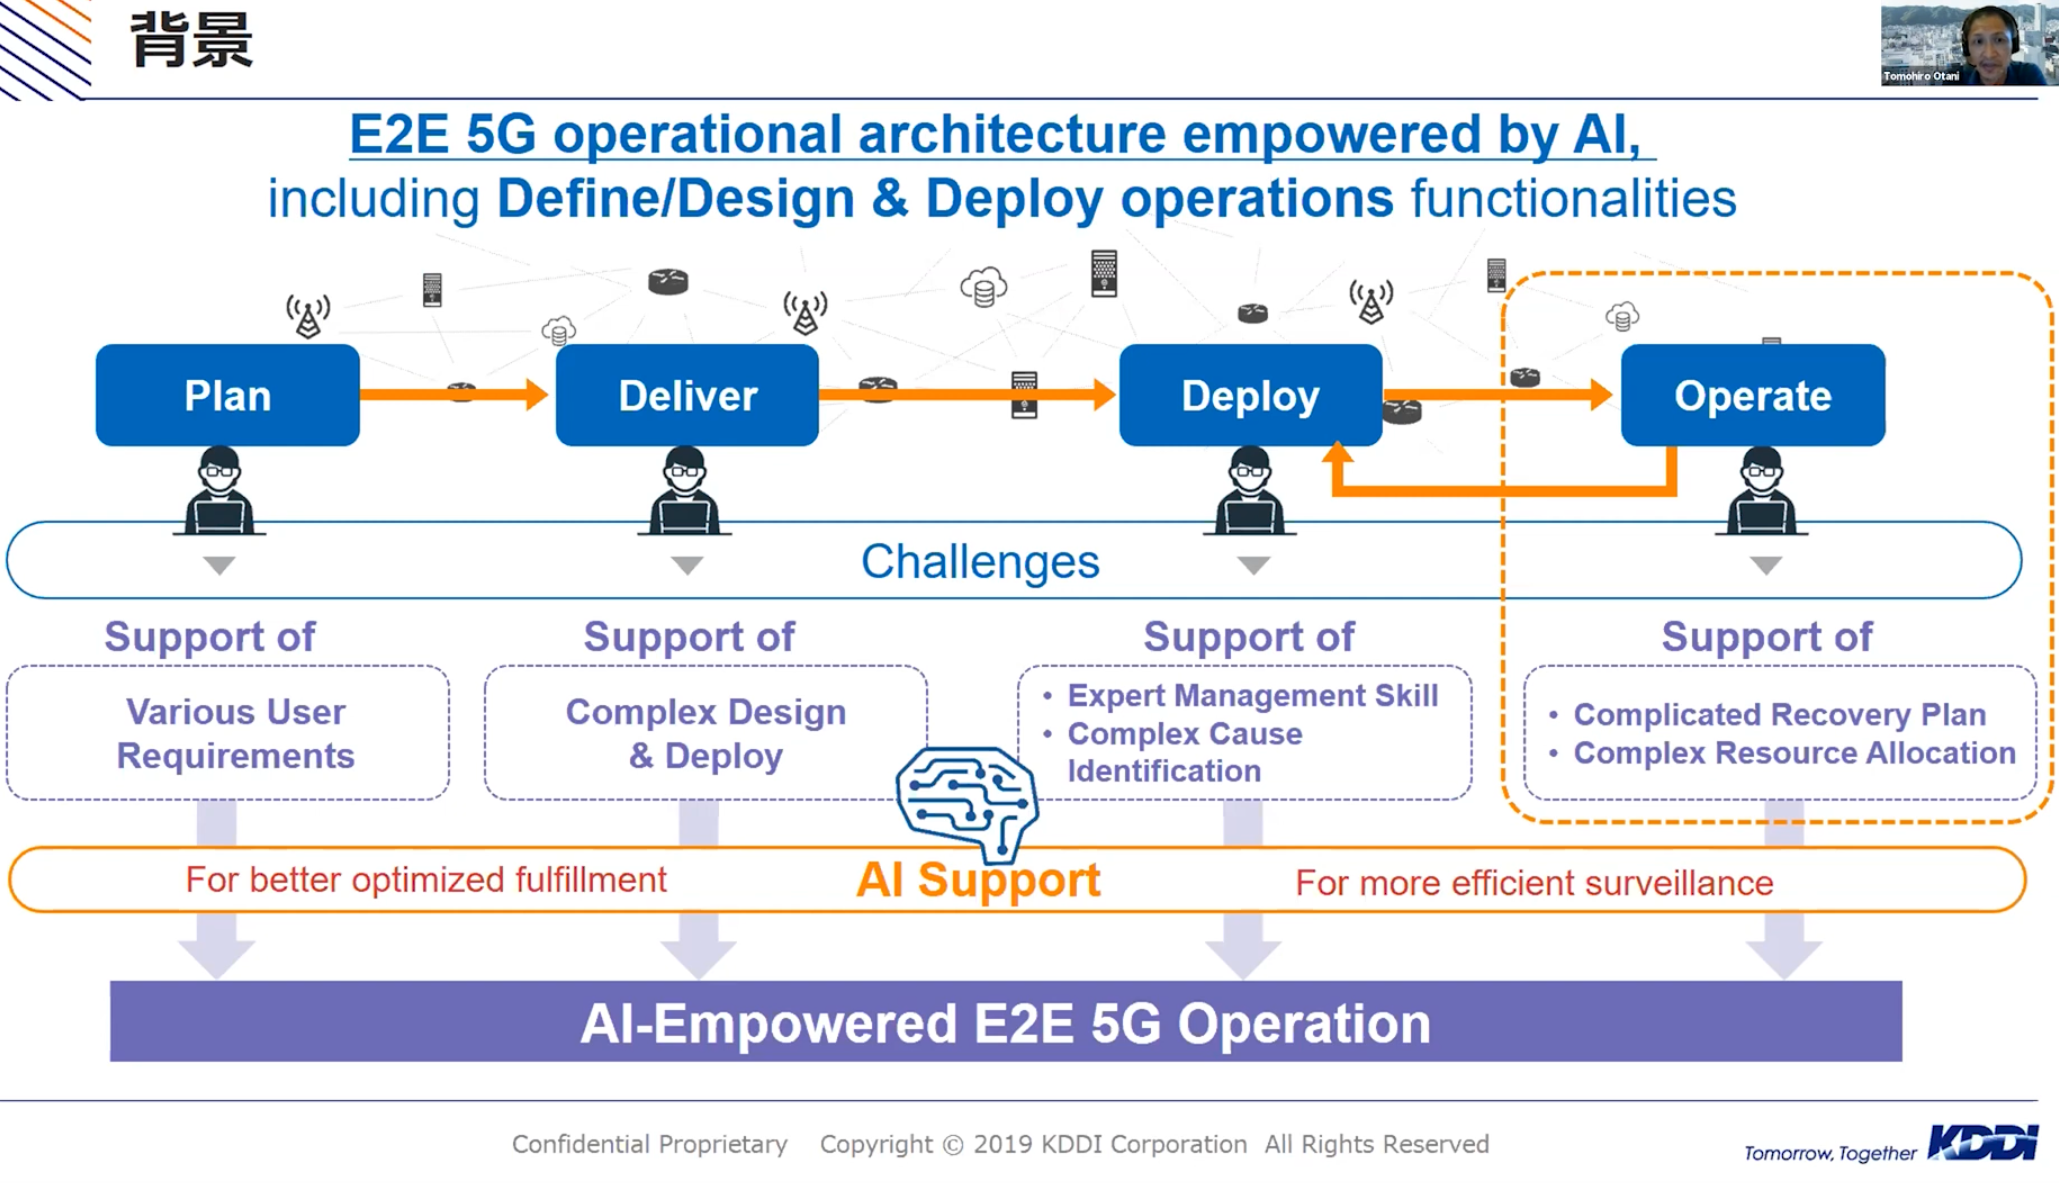 背景
Tomohiro Otani
E2E 5G operational architecture empowered by AI,
including Define/Design & Deploy operations functionalities
Plan
Deliver
Deploy
Operate
Challenges
Support of
Various User
Requirements
Support of
Complex Design
& Deploy
Support of
• Expert Management Skill
• Complex Cause
Identification
Support of
• Complicated Recovery Plan
• Complex Resource Allocation
For better optimized fulfillment
AI Support
For more efficient surveillance
AI-Empowered E2E 5G Operation
Confidential Proprietary Copyright © 2019 KDDI Corporation All Rights Reserved
Tomorrow, Together KDDI